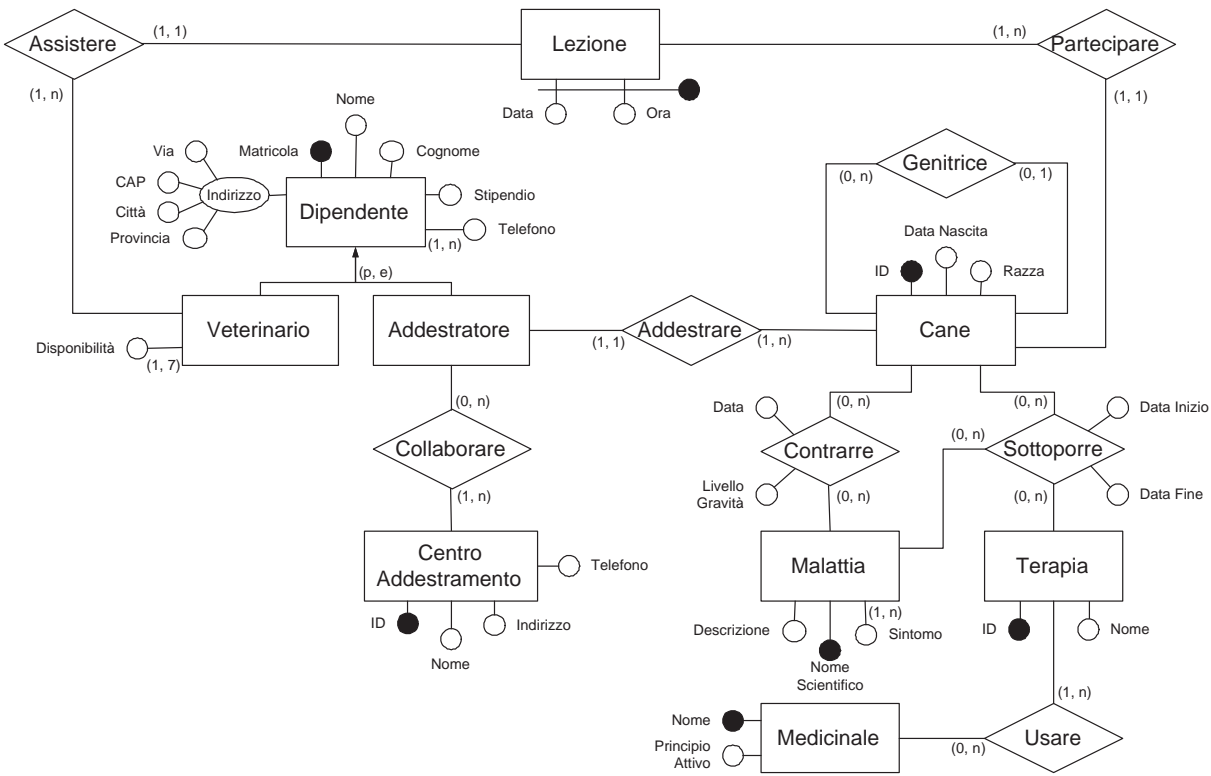 Assistere
(1, 1)
Lezione
(1, n)
Partecipare
(1, n)
(1, 1)
Data
Ora
Nome
Via
Matricola
Cognome
CAP
Indirizzo
Stipendio
Città
Dipendente
Provincia
Telefono
(1, n)
(p, e)
Genitrice
(0, n)
(0, 1)
Data Nascita
ID
Razza
Veterinario
Addestratore
Addestrare
Cane
Disponibilità
(1, 7)
(1, 1)
(1, n)
(0, n)
(0, n)
(0, n)
Data
Data Inizio
Collaborare
Contrarre
(0, n)
Sottoporre
Livello
Gravità
(0, n)
(0, n)
Data Fine
(1, n)
Centro
Addestramento
Telefono
Malattia
Terapia
ID
Indirizzo
Nome
(1, n)
Descrizione
Sintomo
ID
Nome
Nome
Scientifico
(1, n)
Nome
Principio
Attivo
Medicinale
(0, n)
Usare